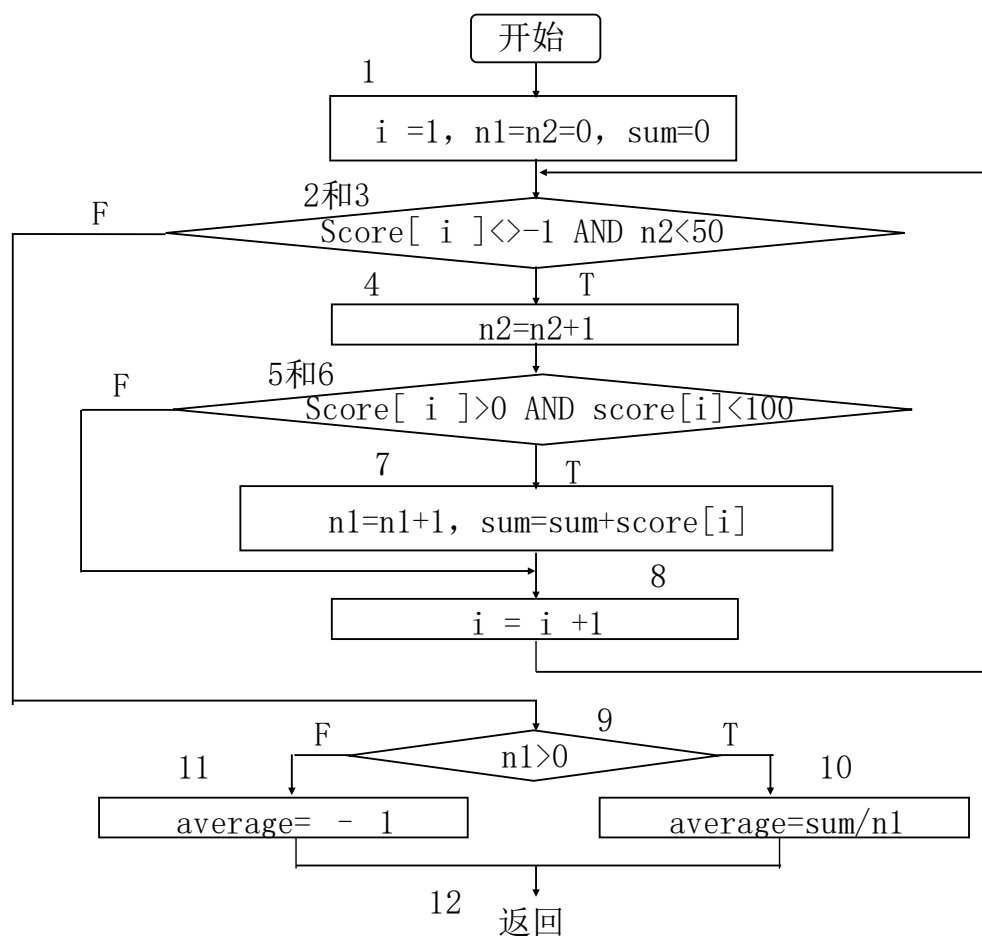 开始
1
i =1, n1=n2=0, sum=0
2和3
F
Score[ i ]<>-1 AND n2<50
4
T
n2=n2+1
5和6
F
Score[ i ]>0 AND score[i]<100
7
T
n1=n1+1, sum=sum+score[i]
8
i = i +1
9
F
T
n1>0
11
10
average= - 1
average=sum/n1
12
返回